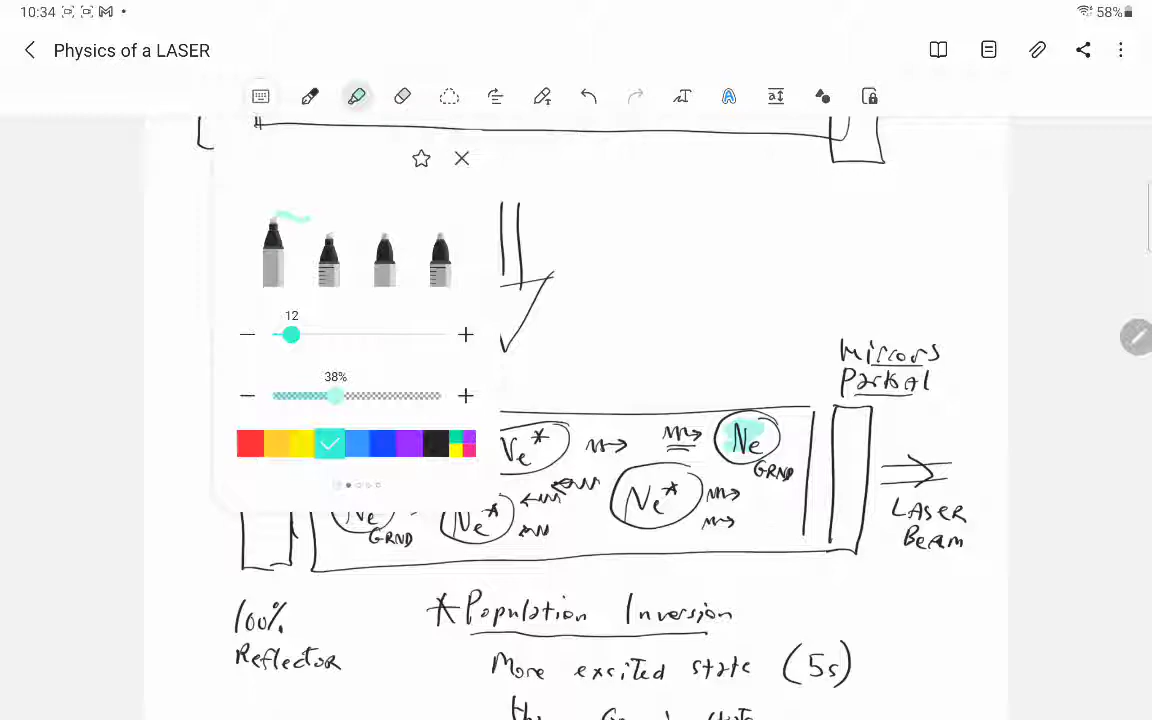 10:34
58%
Physics of a LASER
12
38%
Mirrors
Partial
Ne*
Ne
GRND
Ne*
Ne
GRND
Ne*
LASER
Beam
100%
Reflector
*Population Inversion
More excited state (5s)